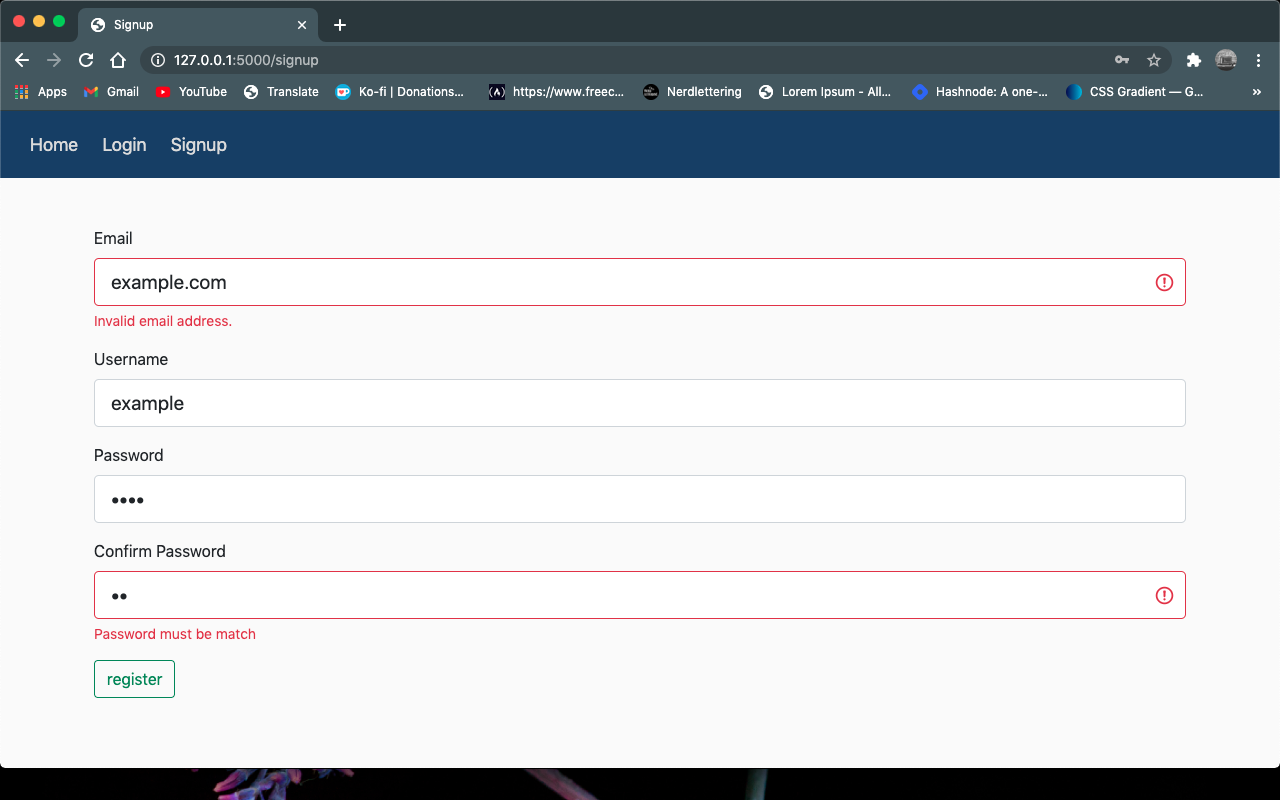 Signup
127.0.0.1:5000/signup
Apps Gmail YouTube Translate Ko-fi | Donations... (A) https://www.freec... Nerdlettering Lorem Ipsum - All... Hashnode: A one-... CSS Gradient — G... »
Home Login Signup
Email
example.com
Invalid email address.
Username
example
Password
••••
Confirm Password
••
Password must be match
register